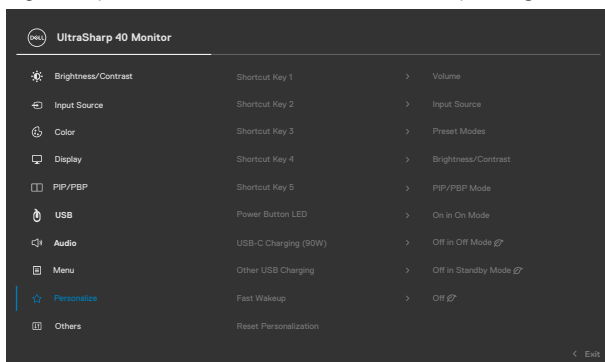 DELL
UltraSharp 40 Monitor
Brightness/Contrast Shortcut Key 1 > Volume
Input Source Shortcut Key 2 > Input Source
Color Shortcut Key 3 > Preset Modes
Display Shortcut Key 4 > Brightness/Contrast
PIP/PBP Shortcut Key 5 > PIP/PBP Mode
USB Power Button LED > On in On Mode
Audio USB-C Charging (90W) > Off in Off Mode
Menu Other USB Charging > Off in Standby Mode
Personalize Fast Wakeup > Off
Others Reset Personalization
< Exit